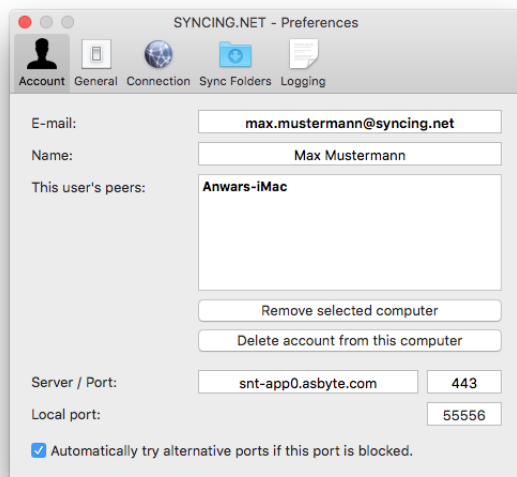 SYNCING.NET - Preferences
Account General Connection Sync Folders Logging
E-mail: max.mustermann@syncing.net
Name: Max Mustermann
This user's peers: Anwars-iMac
Remove selected computer
Delete account from this computer
Server / Port: snt-app0.asbyte.com 443
Local port: 55556
Automatically try alternative ports if this port is blocked.